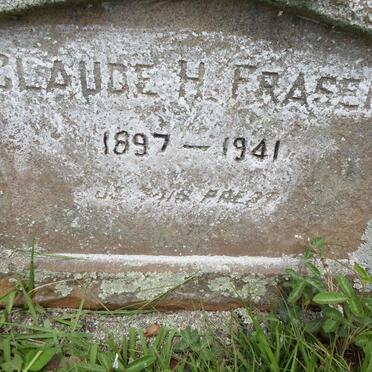 CLAUDE H. FRASER
1897 — 1941